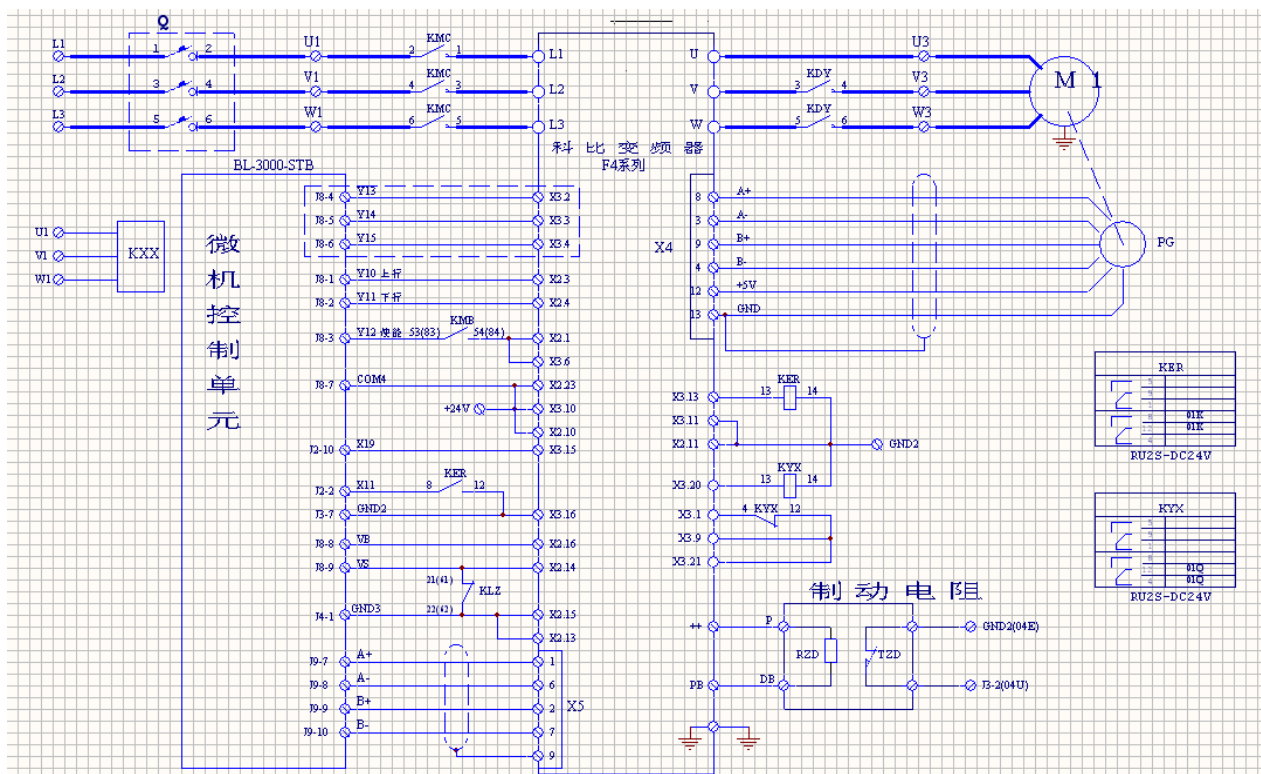 Q
L1 1 2 U1 2 KMC 1 L1 U U3
L2 3 4 V1 4 KMC 3 L2 V 3 KDY 4 V3 M 1
L3 5 6 W1 6 KMC 5 L3 W 5 KDY 6 W3
科比变频器
F4系列
BL-3000-STB
微机控制单元
U1
V1 KXX
W1
J8-4 Y13 X3.2
J8-5 Y14 X3.3
J8-6 Y15 X3.4
J8-1 Y10 上行 X2.3
J8-2 Y11 下行 X2.4
J8-3 Y12 使能 53(83) KMB 54(84) X2.1
X3.6
J8-7 COM4 X2.23
+24V X3.10
X2.10
J2-10 X19 X3.15
J2-2 X11 8 KER 12
J3-7 GND2 X3.16
J8-8 VB X2.16
J8-9 VS X2.14
21(41) KLZ
22(42)
J4-1 GND3 X2.15
X2.13
J9-7 A+ 1
J9-8 A- 6
J9-9 B+ 2 X5
J9-10 B- 7
9
X4
8 A+
3 A-
9 B+ PG
4 B-
12 +5V
13 GND
X3.13 13 KER 14
X3.11
X2.11 GND2
X3.20 13 KYX 14
X3.1 4 KYX 12
X3.9
X3.21
制动电阻
++ P GND2(04E)
RZD TZD
PB DB J3-2(04U)
KER
01K
01K
RU2S-DC24V
KYX
01Q
01Q
RU2S-DC24V